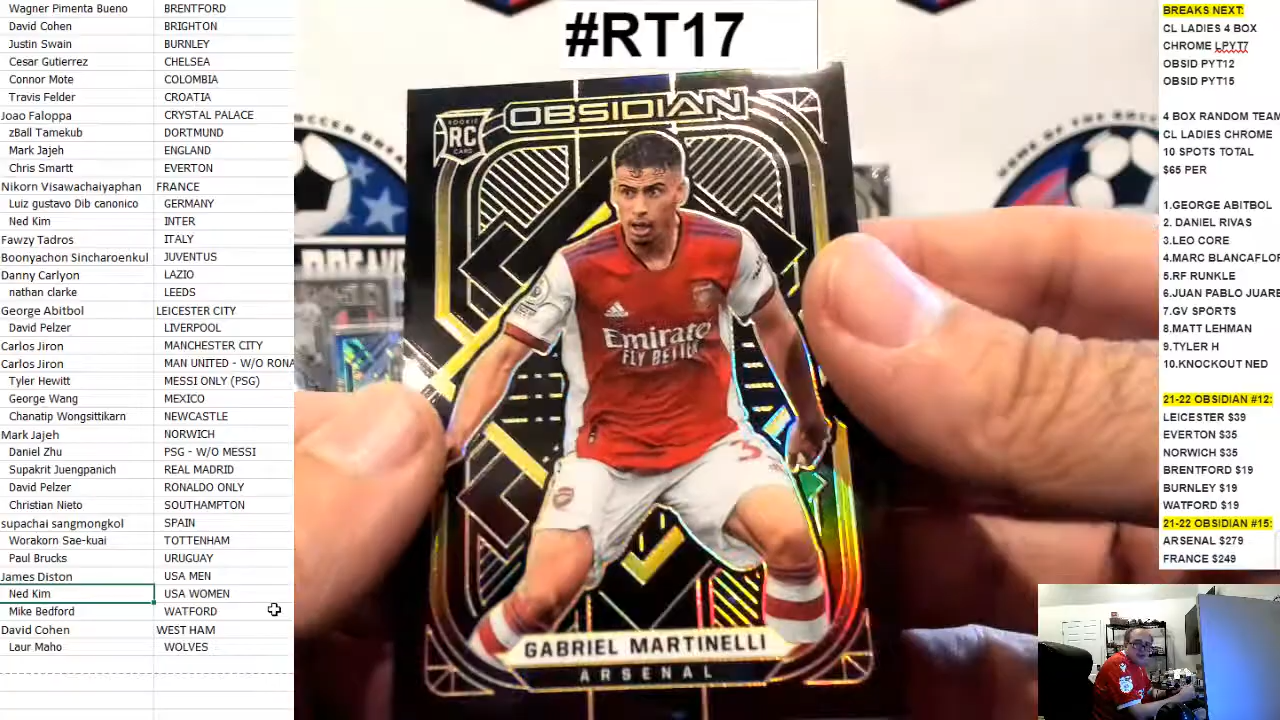 Wagner Pimenta Bueno BRENTFORD
David Cohen BRIGHTON
Justin Swain BURNLEY
Cesar Gutierrez CHELSEA
Connor Mote COLOMBIA
Travis Felder CROATIA
Joao Faloppa CRYSTAL PALACE
zBall Tamekub DORTMUND
Mark Jajeh ENGLAND
Chris Smartt EVERTON
Nikorn Visawachaiyaphan FRANCE
Luiz gustavo Dib canonico GERMANY
Ned Kim INTER
Fawzy Tadros ITALY
Boonyachon Sincharoenkul JUVENTUS
Danny Carlyon LAZIO
nathan clarke LEEDS
George Abitbol LEICESTER CITY
David Pelzer LIVERPOOL
Carlos Jiron MANCHESTER CITY
Carlos Jiron MAN UNITED - W/O RONA
Tyler Hewitt MESSI ONLY (PSG)
George Wang MEXICO
Chanatip Wongsittikarn NEWCASTLE
Mark Jajeh NORWICH
Daniel Zhu PSG - W/O MESSI
Supakrit Juengpanich REAL MADRID
David Pelzer RONALDO ONLY
Christian Nieto SOUTHAMPTON
supachai sangmongkol SPAIN
Worakorn Sae-kuai TOTTENHAM
Paul Brucks URUGUAY
James Diston USA MEN
Ned Kim USA WOMEN
Mike Bedford WATFORD
David Cohen WEST HAM
Laur Maho WOLVES
#RT17
OBSIDIAN
ROOKIE
RC
CARD
Emirates
FLY BETTER
GABRIEL MARTINELLI
ARSENAL
BREAKS NEXT:
CL LADIES 4 BOX
CHROME LPYT7
OBSID PYT12
OBSID PYT15
4 BOX RANDOM TEAM
CL LADIES CHROME
10 SPOTS TOTAL
$65 PER
1.GEORGE ABITBOL
2. DANIEL RIVAS
3.LEO CORE
4.MARC BLANCAFLOR
5.RF RUNKLE
6.JUAN PABLO JUARE
7.GV SPORTS
8.MATT LEHMAN
9.TYLER H
10.KNOCKOUT NED
21-22 OBSIDIAN #12:
LEICESTER $39
EVERTON $35
NORWICH $35
BRENTFORD $19
BURNLEY $19
WATFORD $19
21-22 OBSIDIAN #15:
ARSENAL $279
FRANCE $249